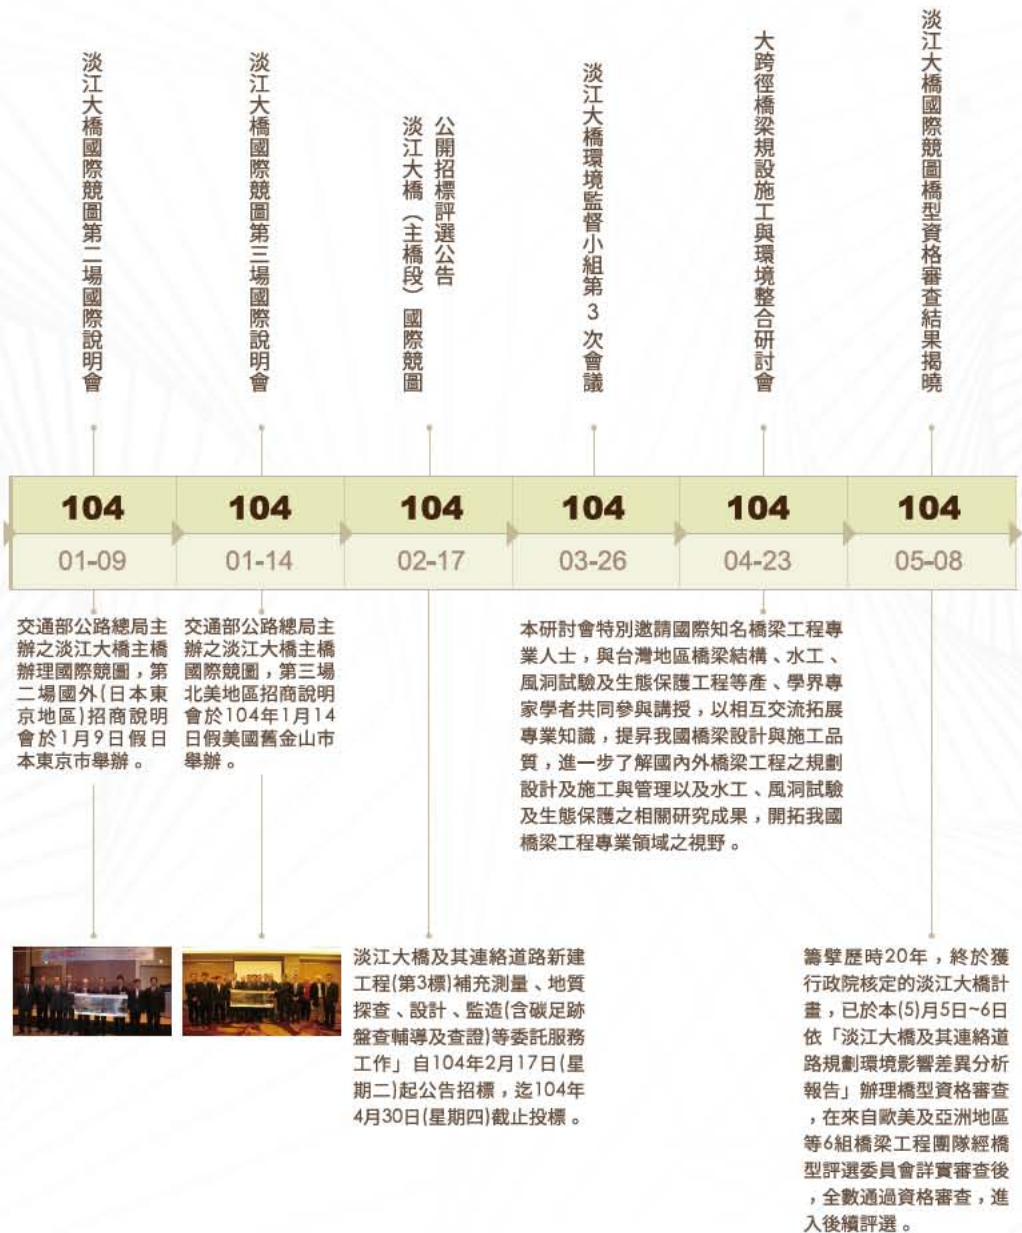 淡江大橋國際競圖第二場國際說明會
淡江大橋國際競圖第三場國際說明會
公開招標評選公告
淡江大橋（主橋段）國際競圖
淡江大橋環境監督小組第3次會議
大跨徑橋梁規設施工與環境整合研討會
淡江大橋國際競圖橋型資格審查結果揭曉
104
104
104
104
104
104
01-09
01-14
02-17
03-26
04-23
05-08
交通部公路總局主
辦之淡江大橋主橋
辦理國際競圖，第
二場國外(日本東
京地區)招商說明
會於1月9日假日
本東京市舉辦。
交通部公路總局主
辦之淡江大橋主橋
國際競圖，第三場
北美地區招商說明
會於104年1月14
日假美國舊金山市
舉辦。
本研討會特別邀請國際知名橋梁工程專
業人士，與台灣地區橋梁結構、水工、
風洞試驗及生態保護工程等產、學界專
家學者共同參與講授，以相互交流拓展
專業知識，提昇我國橋梁設計與施工品
質，進一步了解國內外橋梁工程之規劃
設計及施工與管理以及水工、風洞試驗
及生態保護之相關研究成果，開拓我國
橋梁工程專業領域之視野。
淡江大橋及其連絡道路新建
工程(第3標)補充測量、地質
探查、設計、監造(含碳足跡
盤查輔導及查證)等委託服務
工作」自104年2月17日(星
期二)起公告招標，迄104年
4月30日(星期四)截止投標。
籌擘歷時20年，終於獲
行政院核定的淡江大橋計
畫，已於本(5)月5日~6日
依「淡江大橋及其連絡道
路規劃環境影響差異分析
報告」辦理橋型資格審查
，在來自歐美及亞洲地區
等6組橋梁工程團隊經橋
型評選委員會詳實審查後
，全數通過資格審查，進
入後續評選。